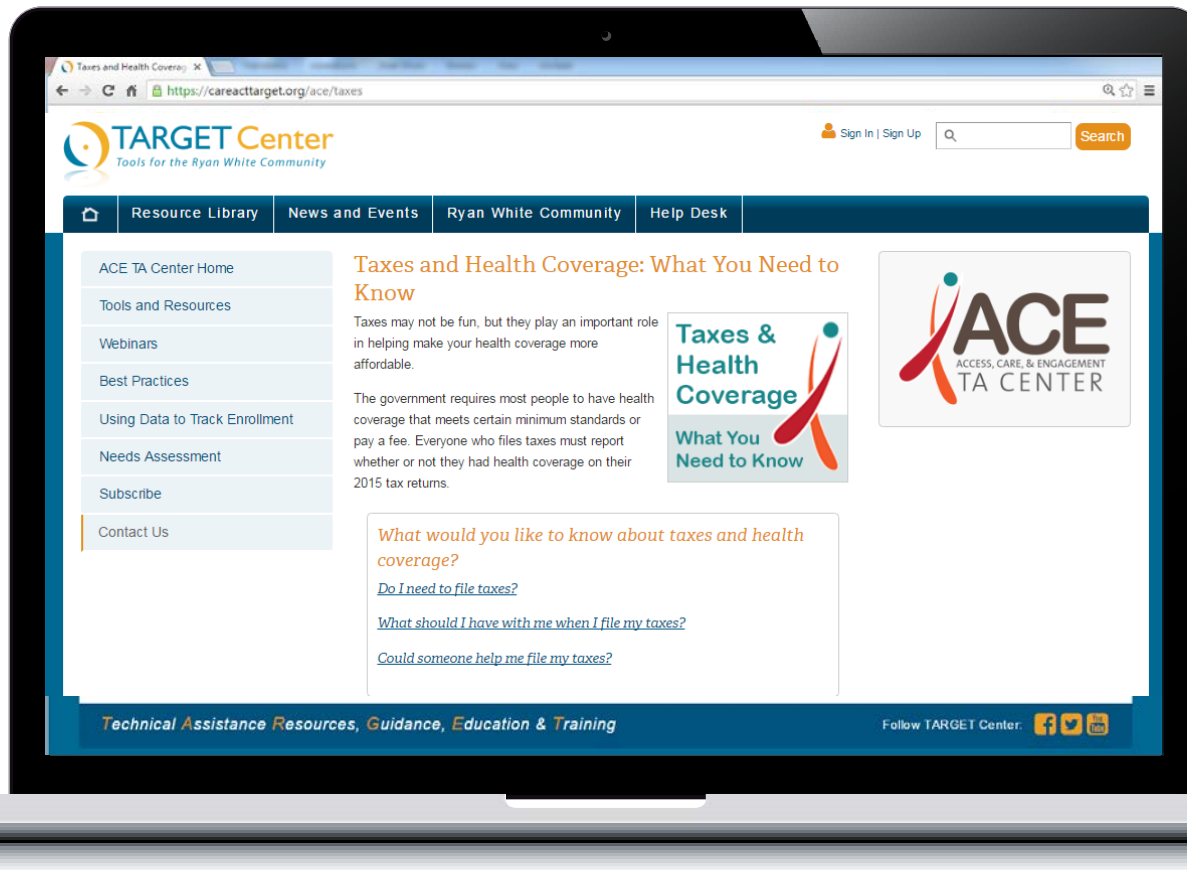 Taxes and Health Coverag
https://careacttarget.org/ace/taxes
TARGET Center
Tools for the Ryan White Community
Sign In | Sign Up
Search
Resource Library
News and Events
Ryan White Community
Help Desk
ACE TA Center Home
Tools and Resources
Webinars
Best Practices
Using Data to Track Enrollment
Needs Assessment
Subscribe
Contact Us
Taxes and Health Coverage: What You Need to
Know
Taxes may not be fun, but they play an important role
in helping make your health coverage more
affordable.
The government requires most people to have health
coverage that meets certain minimum standards or
pay a fee. Everyone who files taxes must report
whether or not they had health coverage on their
2015 tax returns.
Taxes &
Health
Coverage
What You
Need to Know
What would you like to know about taxes and health
coverage?
Do I need to file taxes?
What should I have with me when I file my taxes?
Could someone help me file my taxes?
ACE
ACCESS, CARE, & ENGAGEMENT
TA CENTER
Technical Assistance Resources, Guidance, Education & Training
Follow TARGET Center:
You
Tube